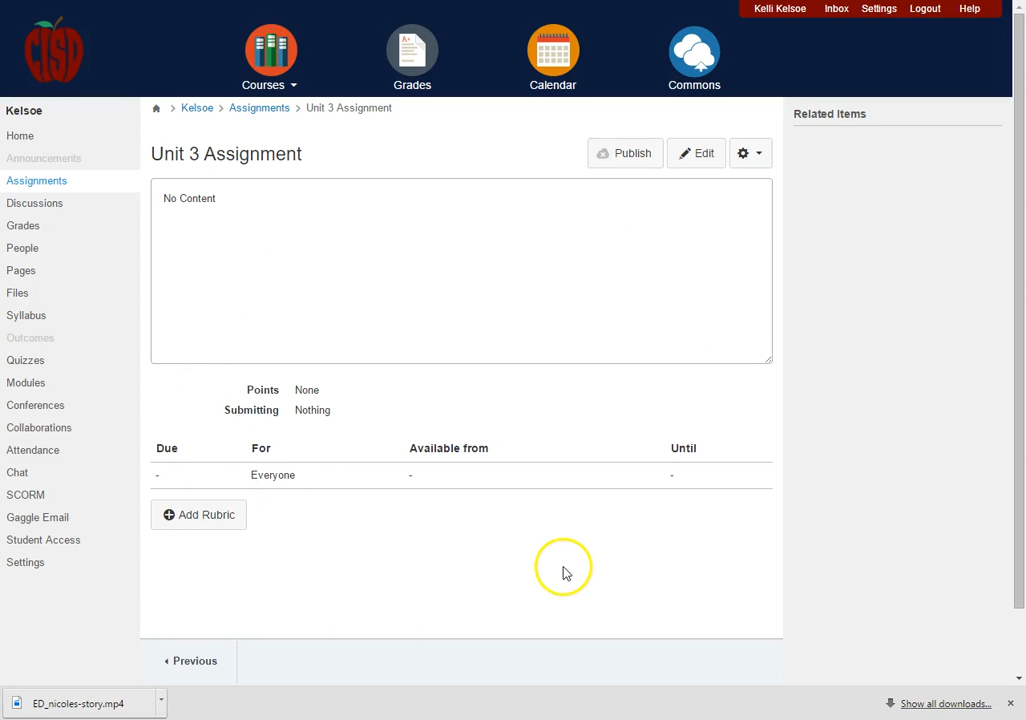 Kelli Kelsoe Inbox Settings Logout Help
CISD
A+
Courses Grades Calendar Commons
Kelsoe
Home
Announcements
Assignments
Discussions
Grades
People
Pages
Files
Syllabus
Outcomes
Quizzes
Modules
Conferences
Collaborations
Attendance
Chat
SCORM
Gaggle Email
Student Access
Settings
Kelsoe > Assignments > Unit 3 Assignment
Unit 3 Assignment
Publish Edit
No Content
Points None
Submitting Nothing
Due For Available from Until
- Everyone - -
Add Rubric
Previous
Related Items
ED_nicoles-story.mp4
Show all downloads...